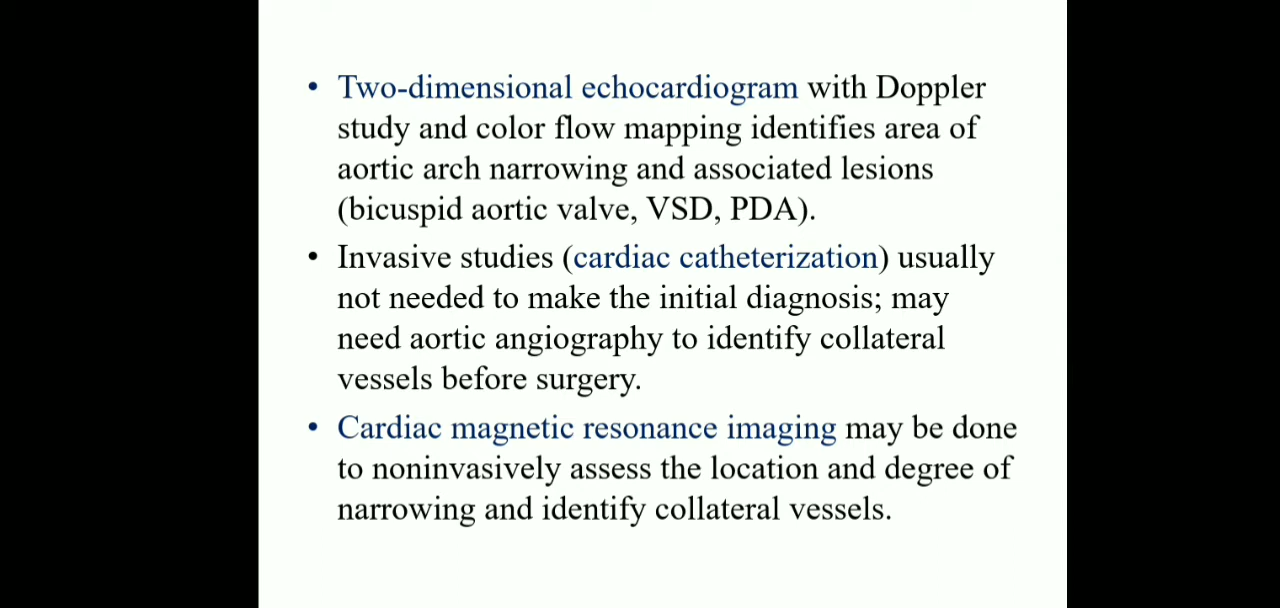 • Two-dimensional echocardiogram with Doppler
study and color flow mapping identifies area of
aortic arch narrowing and associated lesions
(bicuspid aortic valve, VSD, PDA).
• Invasive studies (cardiac catheterization) usually
not needed to make the initial diagnosis; may
need aortic angiography to identify collateral
vessels before surgery.
• Cardiac magnetic resonance imaging may be done
to noninvasively assess the location and degree of
narrowing and identify collateral vessels.